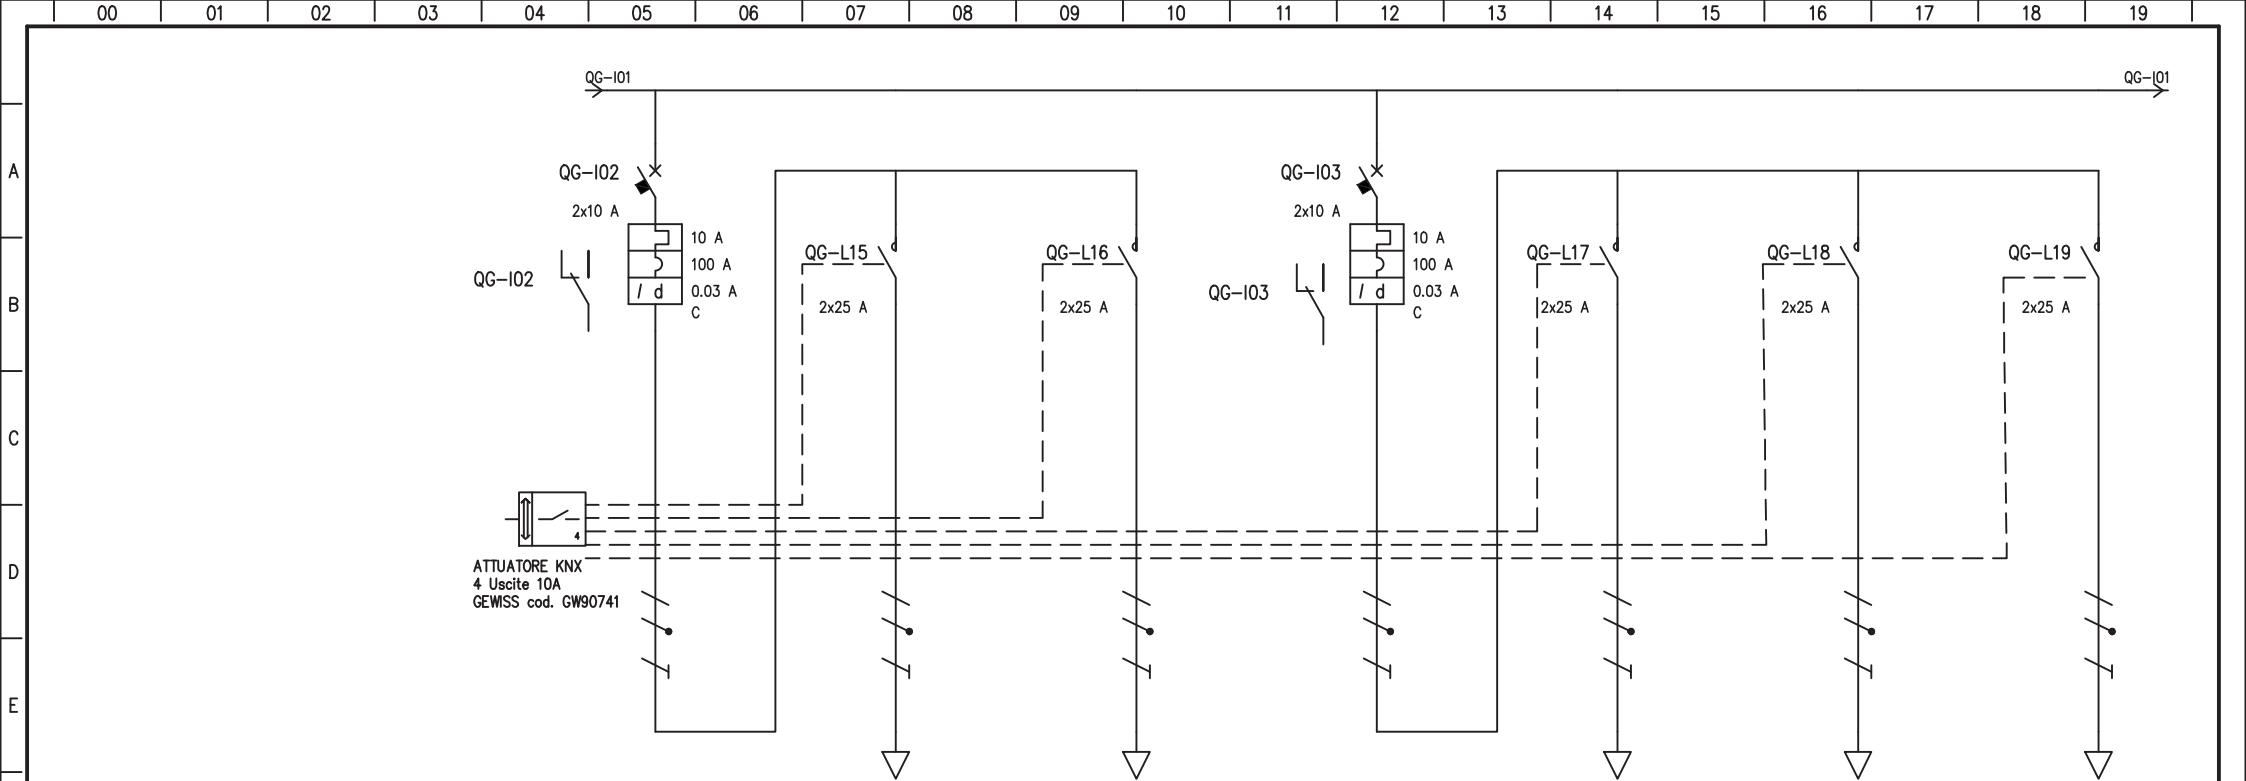 00 01 02 03 04 05 06 07 08 09 10 11 12 13 14 15 16 17 18 19
QG-I01 QG-I01
A
QG-I02 QG-I03
2x10 A 2x10 A
10 A 10 A
QG-L15 QG-L16 QG-L17 QG-L18 QG-L19
100 A 100 A
QG-I02 QG-I03
I d 0.03 A I d 0.03 A
B
2x25 A 2x25 A 2x25 A 2x25 A 2x25 A
C C
C
4
ATTUATORE KNX
D
4 Uscite 10A
GEWISS cod. GW90741
E